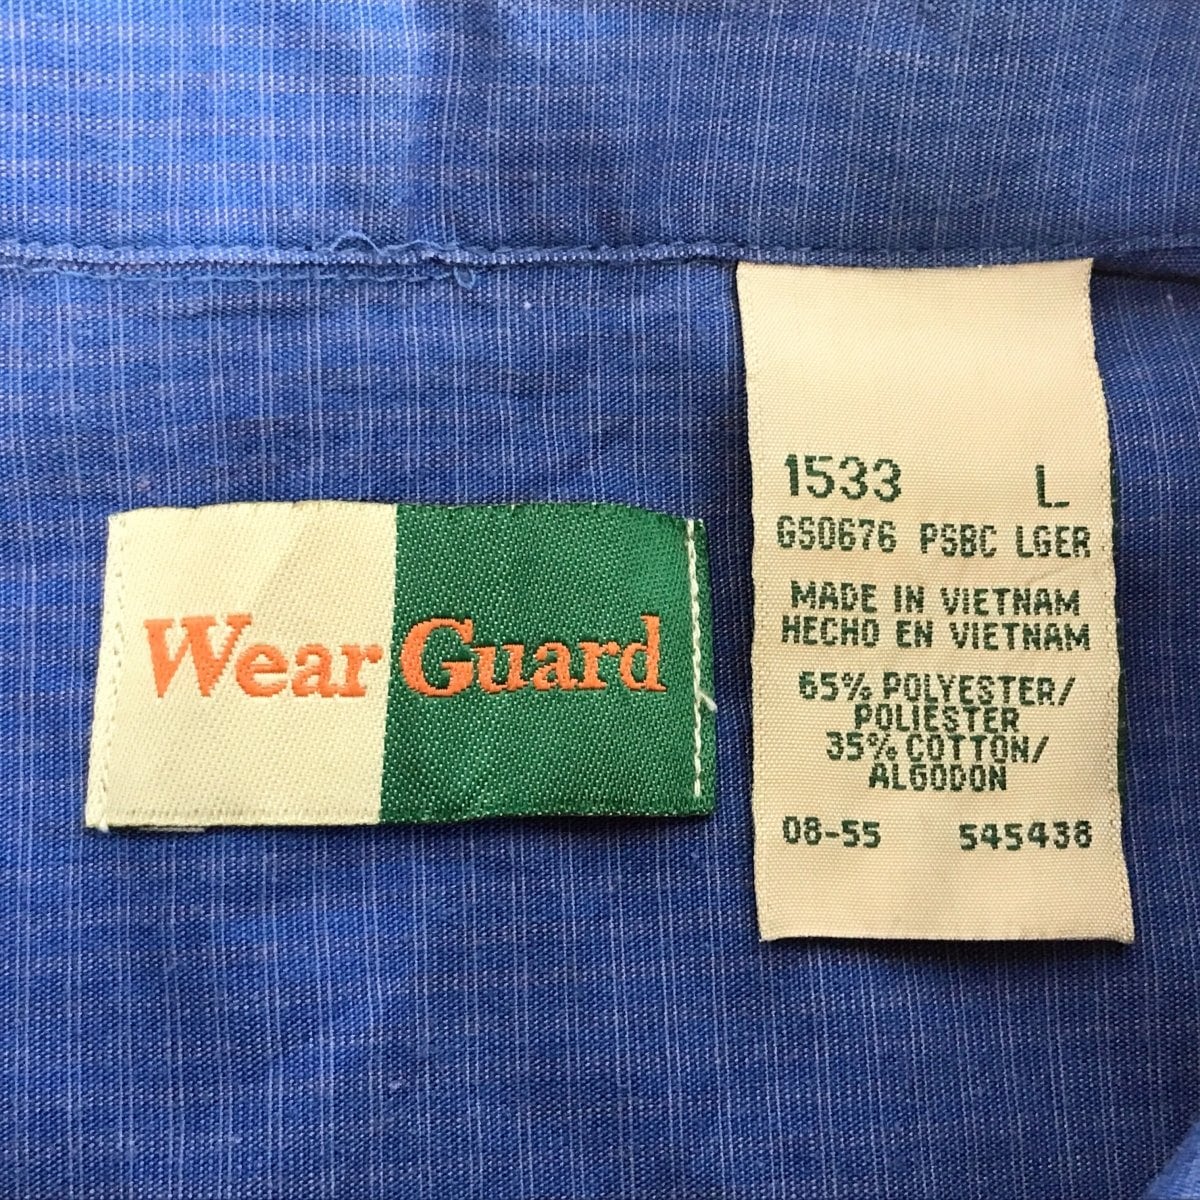 Wear Guard
1533 L
GS0676 PSBC LGER
MADE IN VIETNAM
HECHO EN VIETNAM
65% POLYESTER/
POLIESTER
35% COTTON/
ALGODON
08-55 545438